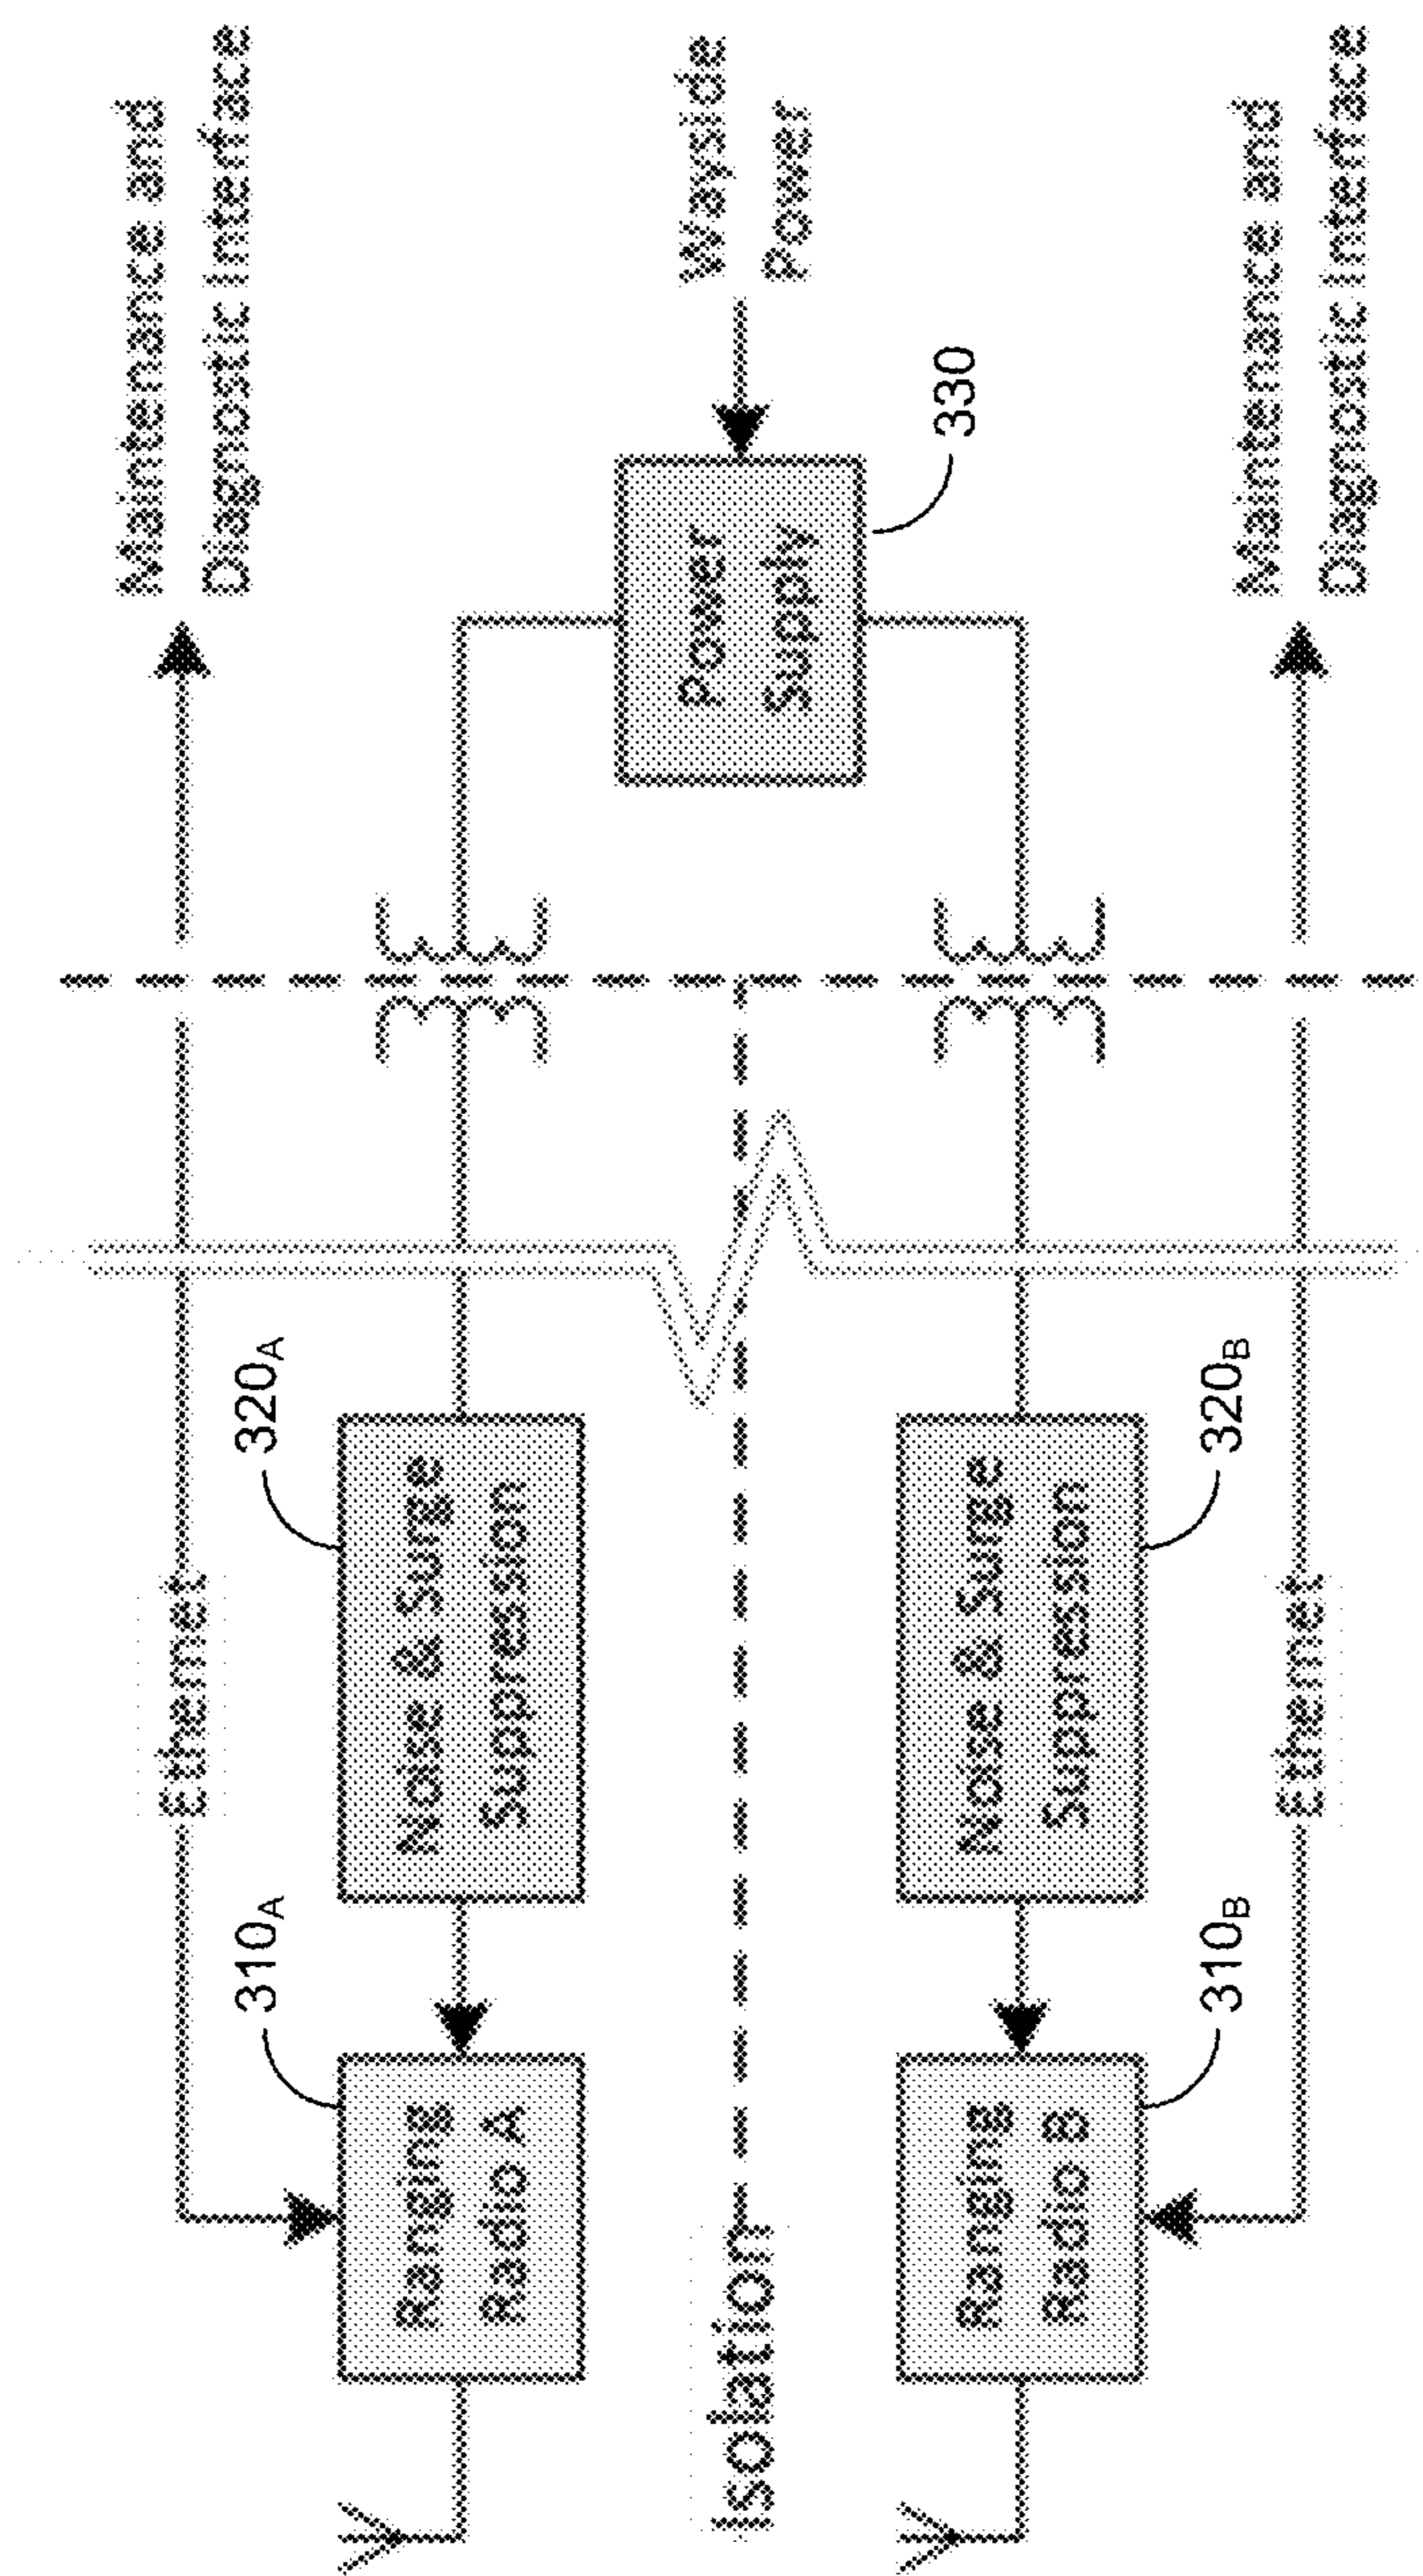 Ethernet
Maintenance and
Diagnostic Interface
310A
320A
Ranging
Radio A
Noise & Surge
Suppression
Isolation
Power
Supply
Wayside
Power
330
Ranging
Radio B
Noise & Surge
Suppression
310B
320B
Ethernet
Maintenance and
Diagnostic Interface